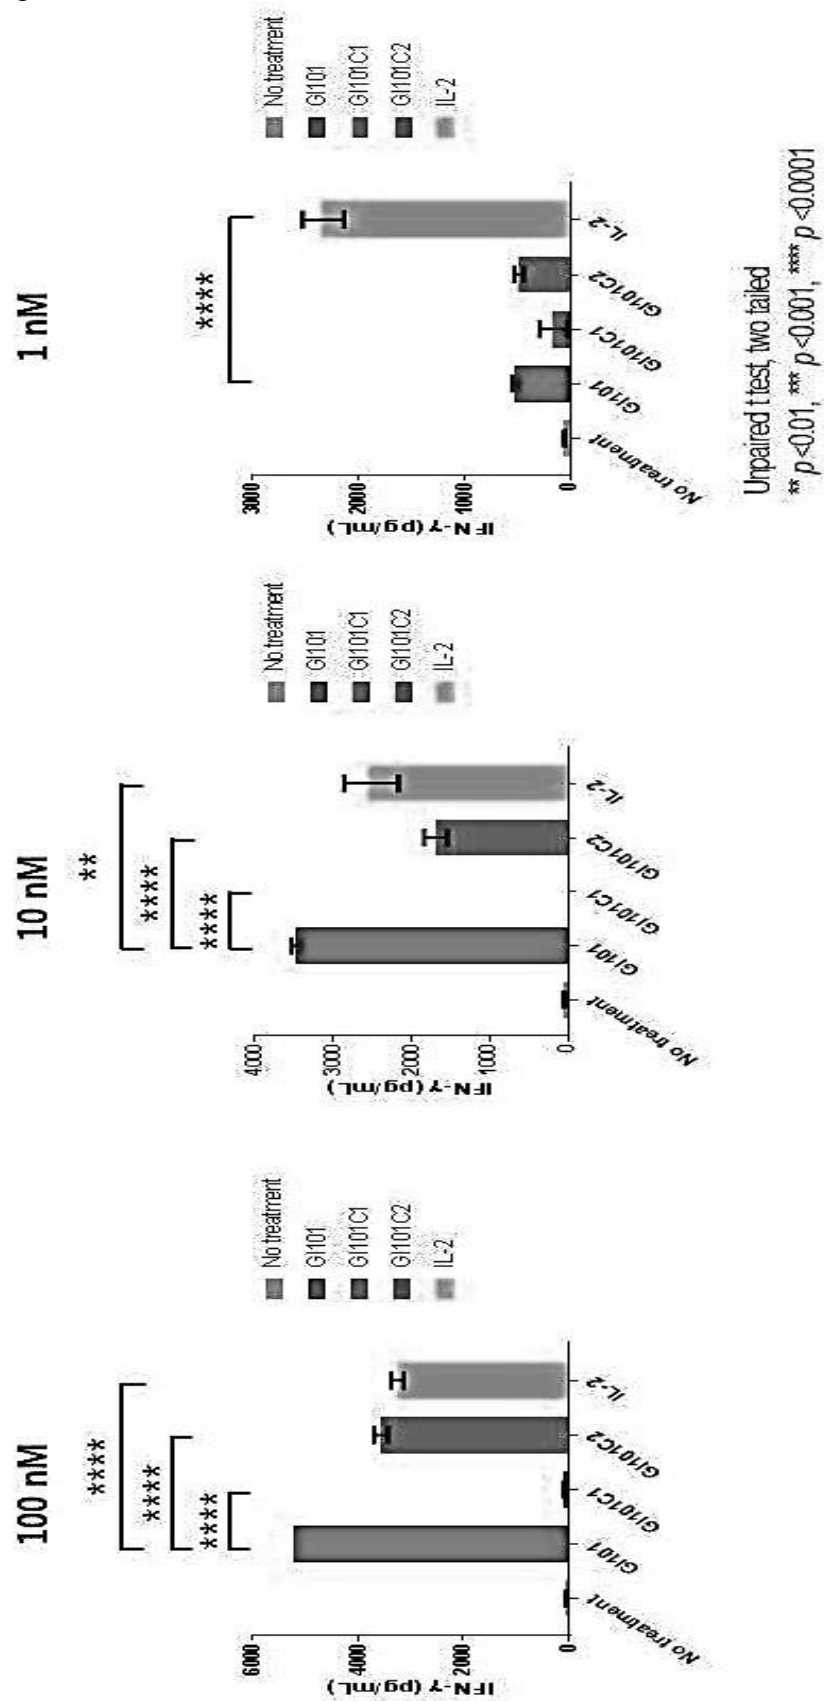 100 nM
****
****
****
IFN-γ (pg/mL)
6000
4000
2000
0
No treatment
GI101
GI101C1
GI101C2
IL-2
No treatment
GI101
GI101C1
GI101C2
IL-2
10 nM
**
****
****
IFN-γ (pg/mL)
4000
3000
2000
1000
0
No treatment
GI101
GI101C1
GI101C2
IL-2
No treatment
GI101
GI101C1
GI101C2
IL-2
1 nM
****
IFN-γ (pg/mL)
3000
2000
1000
0
No treatment
GI101
GI101C1
GI101C2
IL-2
No treatment
GI101
GI101C1
GI101C2
IL-2
Unpaired t test, two tailed
** p <0.01, *** p <0.001, **** p <0.0001